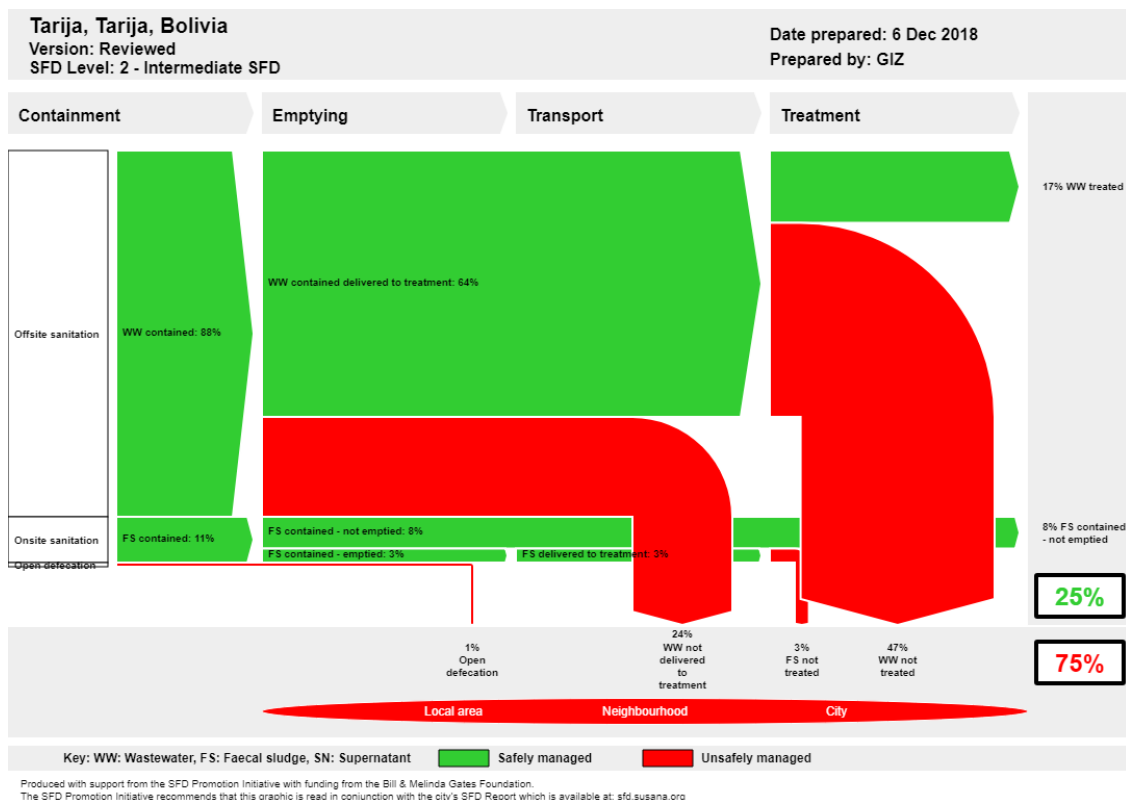 Tarija, Tarija, Bolivia
Version: Reviewed
SFD Level: 2 - Intermediate SFD
Date prepared: 6 Dec 2018
Prepared by: GIZ
Containment
Emptying
Transport
Treatment
Offsite sanitation
WW contained: 88%
WW contained delivered to treatment: 64%
17% WW treated
Onsite sanitation
FS contained: 11%
FS contained - not emptied: 8%
FS contained - emptied: 3%
FS delivered to treatment: 3%
8% FS contained
- not emptied
Open defecation
25%
1%
Open
defecation
24%
WW not
delivered
to
treatment
3%
FS not
treated
47%
WW not
treated
75%
Local area
Neighbourhood
City
Key: WW: Wastewater, FS: Faecal sludge, SN: Supernatant
Safely managed
Unsafely managed
Produced with support from the SFD Promotion Initiative with funding from the Bill & Melinda Gates Foundation.
The SFD Promotion Initiative recommends that this graphic is read in conjunction with the city's SFD Report which is available at: sfd.susana.org